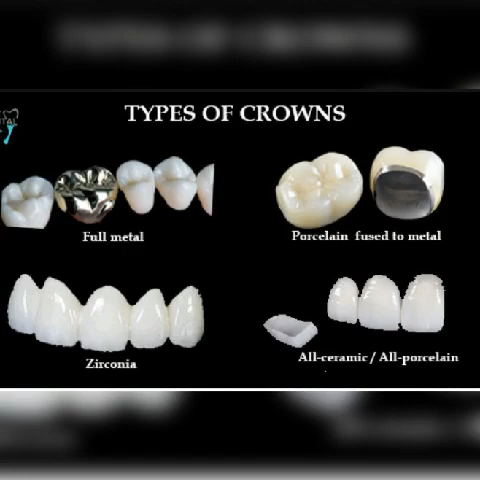 TYPES OF CROWNS
Full metal
Porcelain fused to metal
Zirconia
All-ceramic / All-porcelain